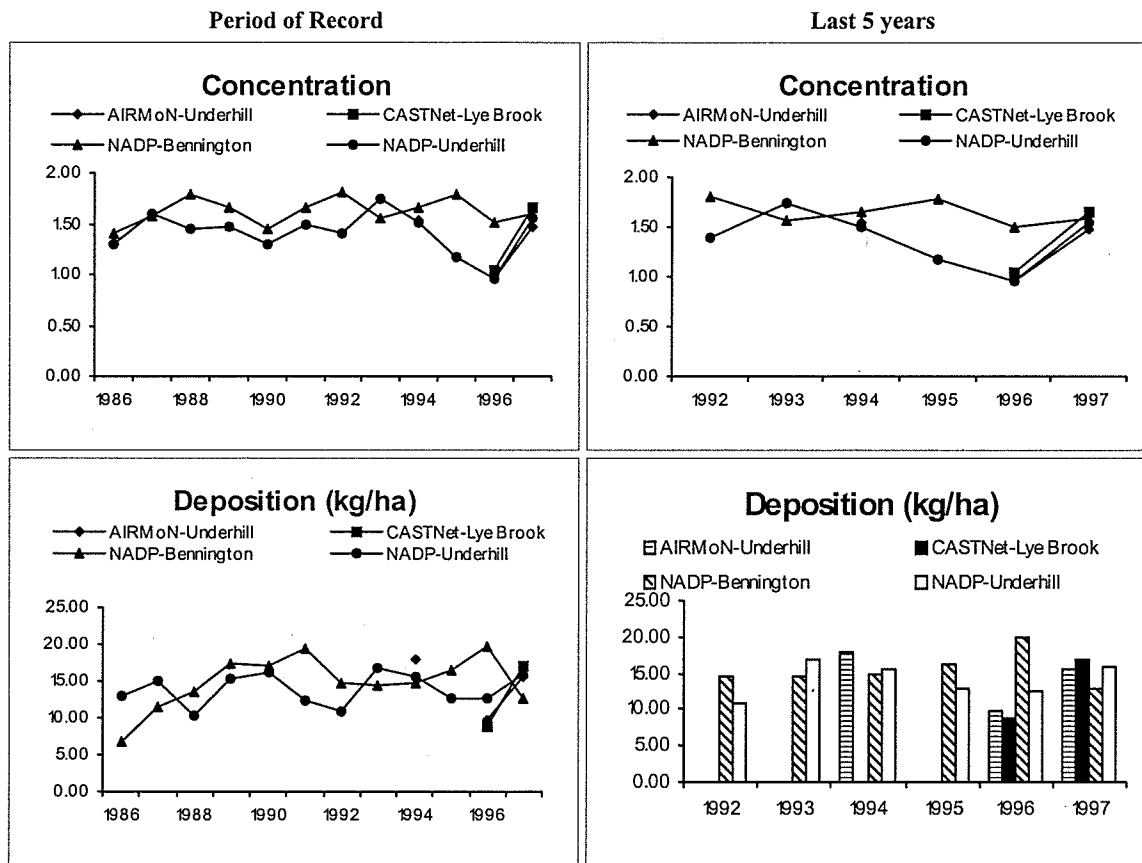 Period of Record
Last 5 years
Concentration
AIRMoN-Underhill
CASTNet-Lye Brook
NADP-Bennington
NADP-Underhill
2.00
1.50
1.00
0.50
0.00
1986 1988 1990 1992 1994 1996
Concentration
AIRMoN-Underhill
CASTNet-Lye Brook
NADP-Bennington
NADP-Underhill
2.00
1.50
1.00
0.50
0.00
1992 1993 1994 1995 1996 1997
Deposition (kg/ha)
AIRMoN-Underhill
CASTNet-Lye Brook
NADP-Bennington
NADP-Underhill
25.00
20.00
15.00
10.00
5.00
0.00
1986 1988 1990 1992 1994 1996
Deposition (kg/ha)
AIRMoN-Underhill
CASTNet-Lye Brook
NADP-Bennington
NADP-Underhill
25.00
20.00
15.00
10.00
5.00
0.00
1992 1993 1994 1995 1996 1997